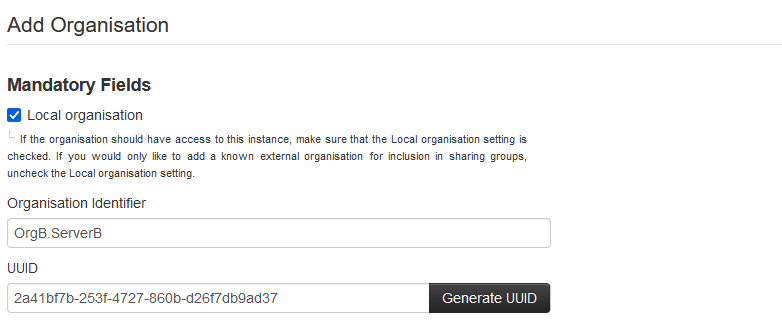 Add Organisation
Mandatory Fields
Local organisation
If the organisation should have access to this instance, make sure that the Local organisation setting is
checked. If you would only like to add a known external organisation for inclusion in sharing groups,
uncheck the Local organisation setting.
Organisation Identifier
OrgB.ServerB
UUID
2a41bf7b-253f-4727-860b-d26f7db9ad37 Generate UUID